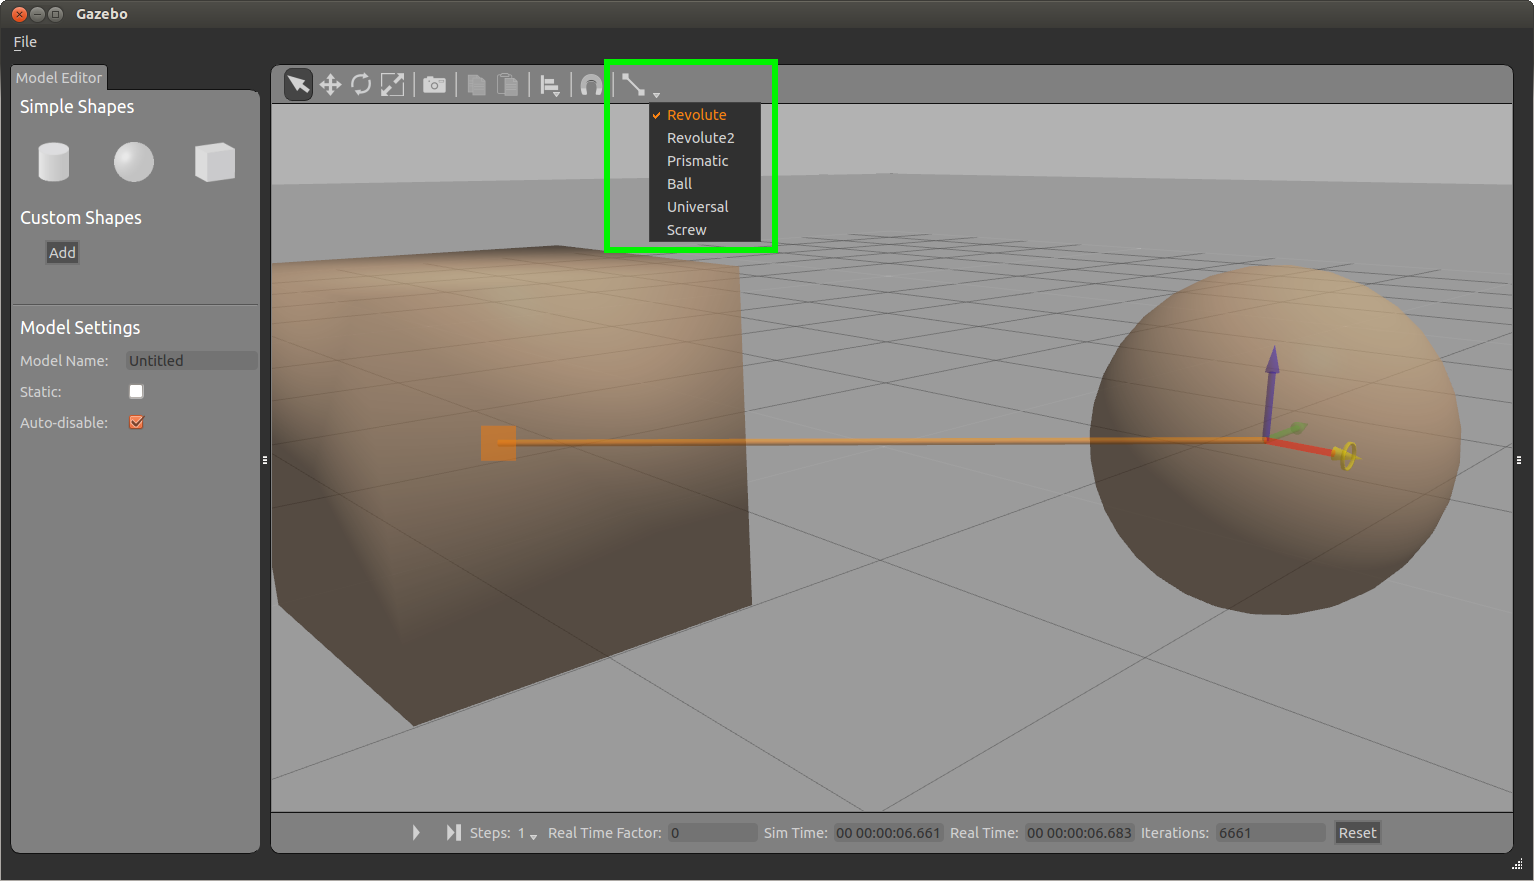 Gazebo
File
Model Editor
Simple Shapes
Custom Shapes
Add
Model Settings
Model Name: Untitled
Static:
Auto-disable:
Revolute
Revolute2
Prismatic
Ball
Universal
Screw
Steps: 1 Real Time Factor: 0 Sim Time: 00 00:00:06.661 Real Time: 00 00:00:06.683 Iterations: 6661 Reset